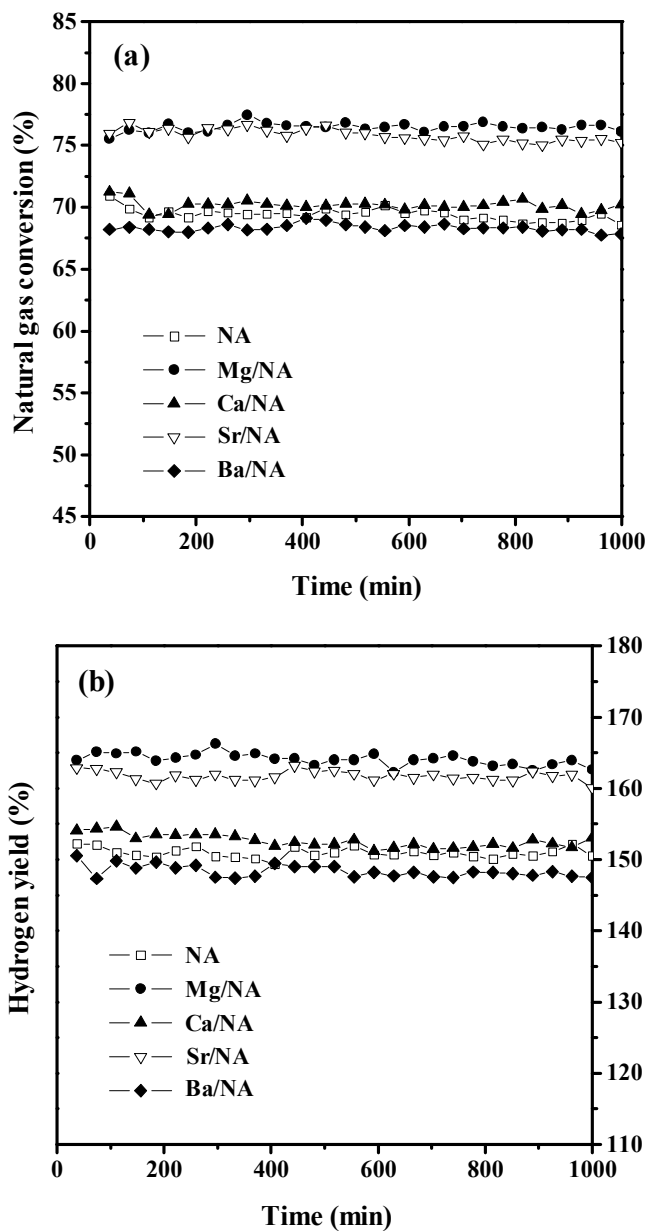 85
(a)
80
75
70
65
60
55
50
45
Natural gas conversion (%)
NA
Mg/NA
Ca/NA
Sr/NA
Ba/NA
0 200 400 600 800 1000
Time (min)
180
(b)
170
160
150
140
130
120
110
Hydrogen yield (%)
NA
Mg/NA
Ca/NA
Sr/NA
Ba/NA
0 200 400 600 800 1000
Time (min)